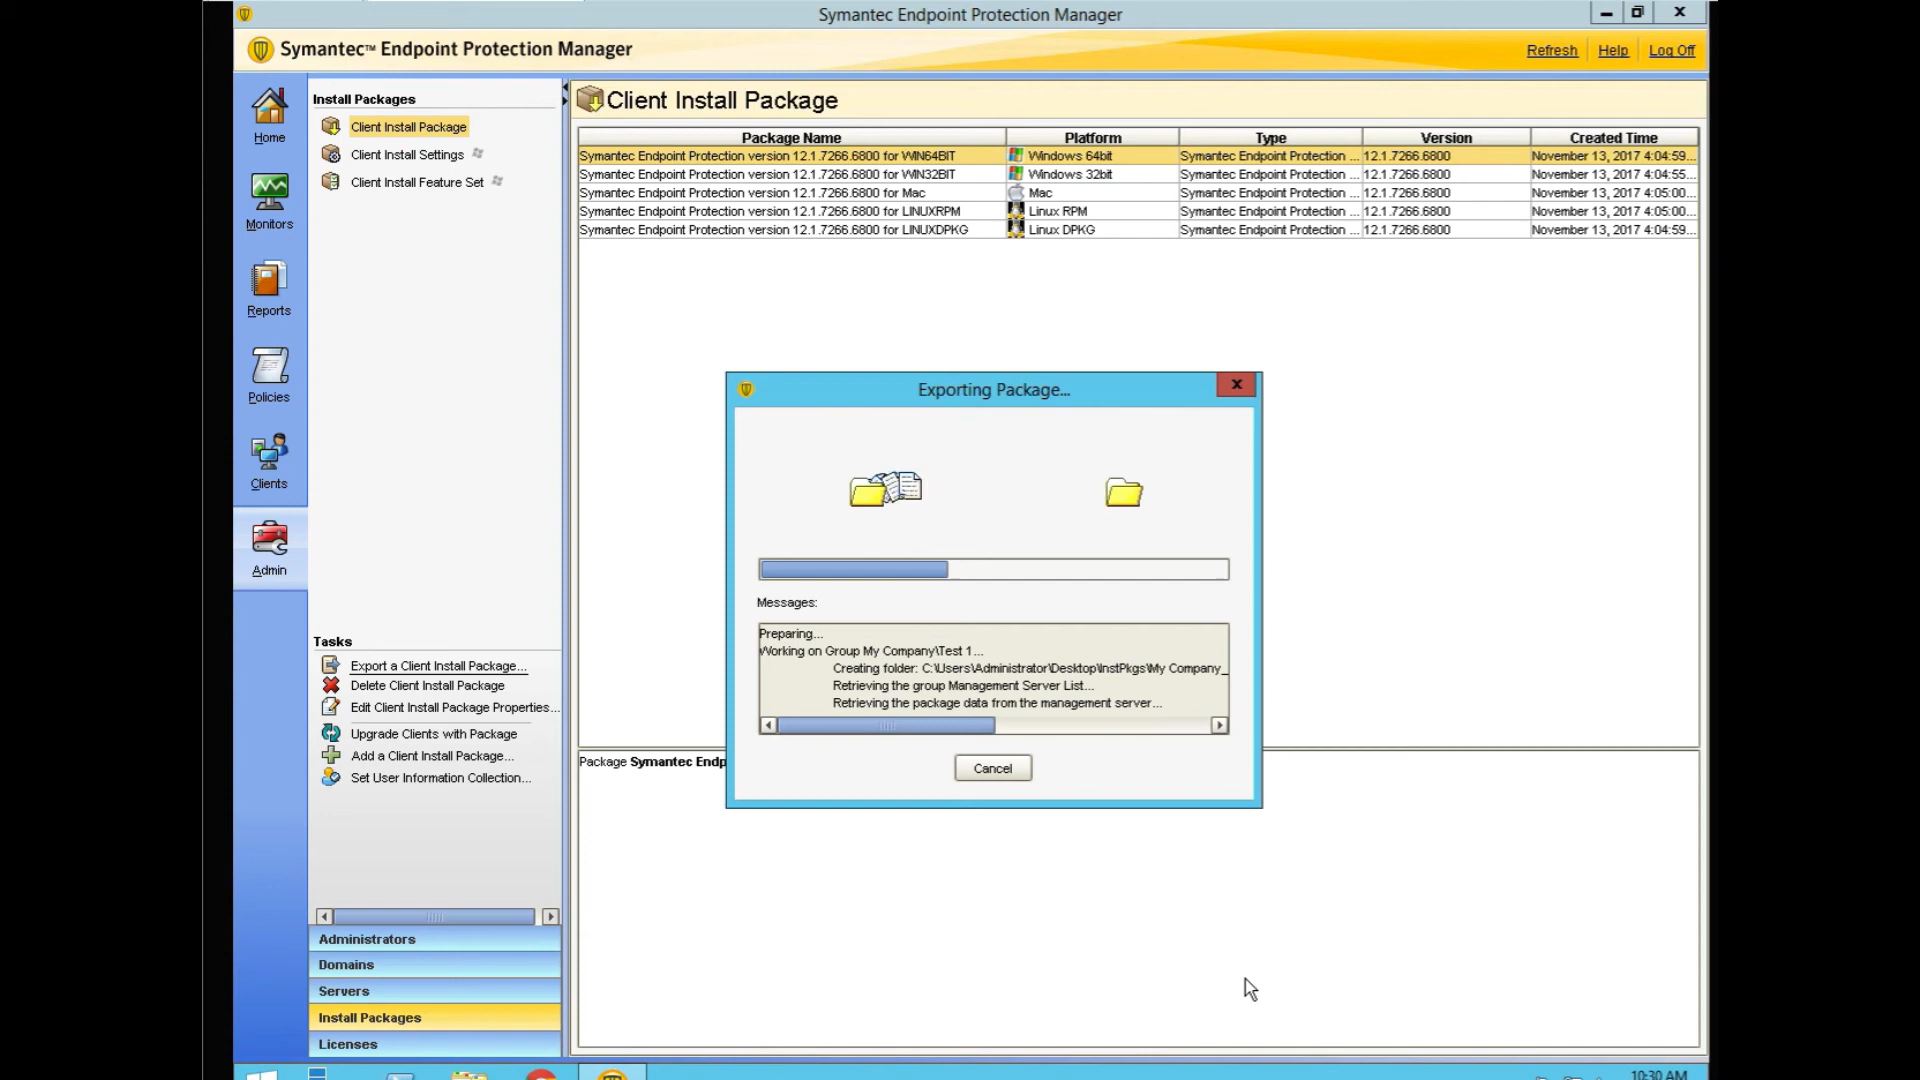 Symantec Endpoint Protection Manager
Symantec™ Endpoint Protection Manager
Refresh Help Log Off
Home
Monitors
Reports
Policies
Clients
Admin
Install Packages
Client Install Package
Client Install Settings
Client Install Feature Set
Client Install Package
Package Name Platform Type Version Created Time
Symantec Endpoint Protection version 12.1.7266.6800 for WIN64BIT Windows 64bit Symantec Endpoint Protection ... 12.1.7266.6800 November 13, 2017 4:04:59...
Symantec Endpoint Protection version 12.1.7266.6800 for WIN32BIT Windows 32bit Symantec Endpoint Protection ... 12.1.7266.6800 November 13, 2017 4:04:55...
Symantec Endpoint Protection version 12.1.7266.6800 for Mac Mac Symantec Endpoint Protection ... 12.1.7266.6800 November 13, 2017 4:05:00...
Symantec Endpoint Protection version 12.1.7266.6800 for LINUXRPM Linux RPM Symantec Endpoint Protection ... 12.1.7266.6800 November 13, 2017 4:05:00...
Symantec Endpoint Protection version 12.1.7266.6800 for LINUXDPKG Linux DPKG Symantec Endpoint Protection ... 12.1.7266.6800 November 13, 2017 4:04:59...
Exporting Package...
Messages:
Preparing...
Working on Group My Company\Test 1...
Creating folder: C:\Users\Administrator\Desktop\InstPkgs\My Company_
Retrieving the group Management Server List...
Retrieving the package data from the management server...
Cancel
Package Symantec Endp
Tasks
Export a Client Install Package...
Delete Client Install Package
Edit Client Install Package Properties...
Upgrade Clients with Package
Add a Client Install Package...
Set User Information Collection...
Administrators
Domains
Servers
Install Packages
Licenses
10:30 AM